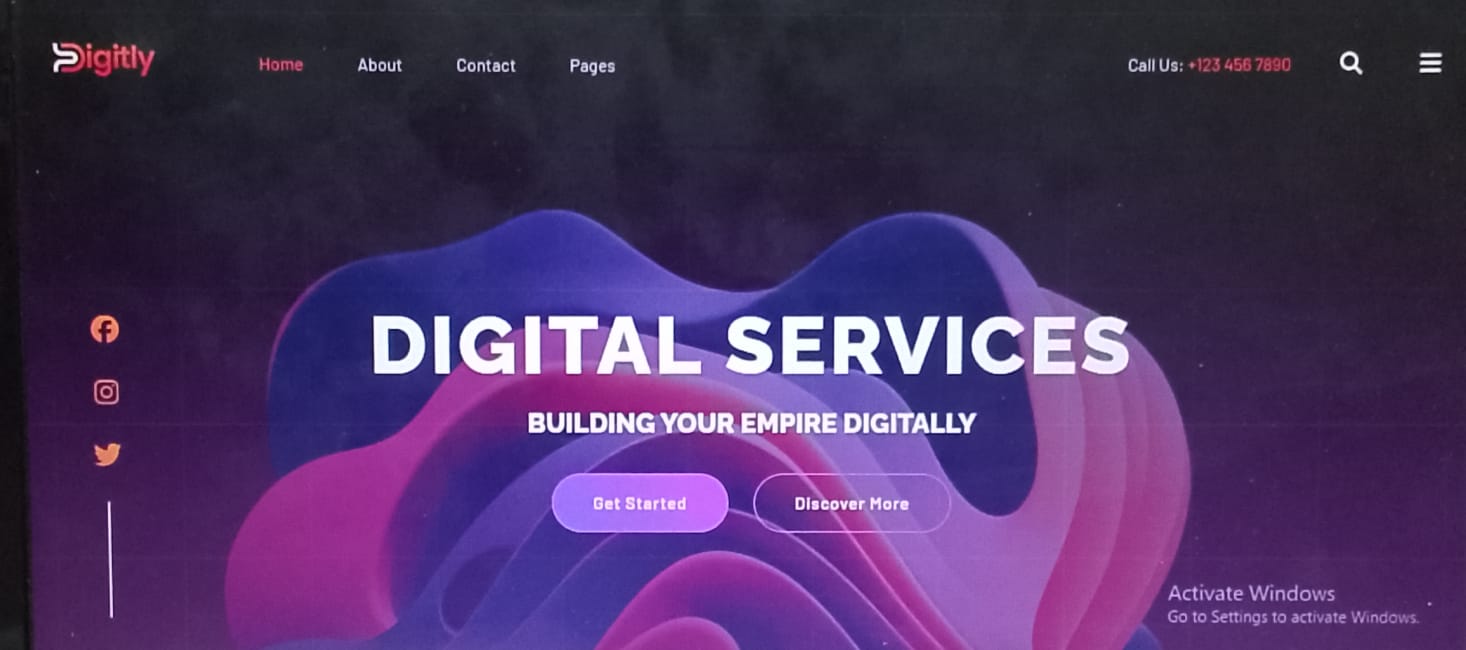 Digitly
Home About Contact Pages
Call Us: +123 456 7890
DIGITAL SERVICES
BUILDING YOUR EMPIRE DIGITALLY
Get Started Discover More
Activate Windows
Go to Settings to activate Windows.